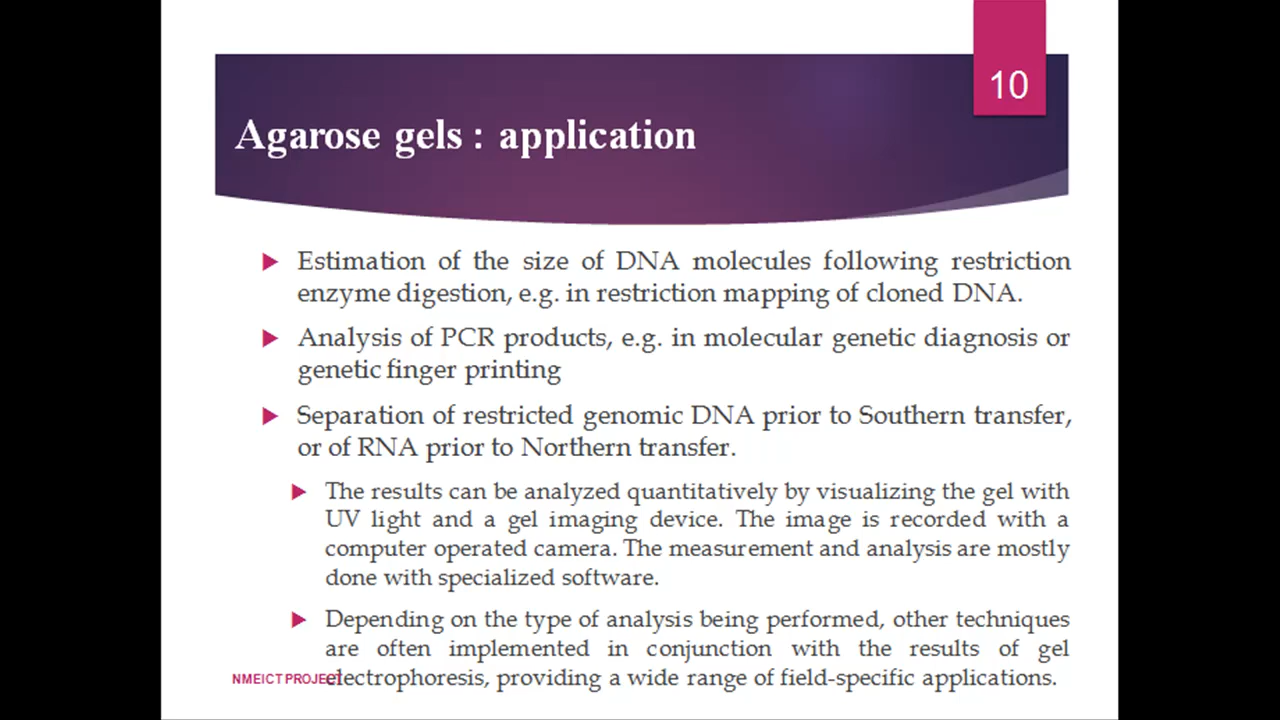 10
Agarose gels : application
Estimation of the size of DNA molecules following restriction
enzyme digestion, e.g. in restriction mapping of cloned DNA.
Analysis of PCR products, e.g. in molecular genetic diagnosis or
genetic finger printing
Separation of restricted genomic DNA prior to Southern transfer,
or of RNA prior to Northern transfer.
The results can be analyzed quantitatively by visualizing the gel with
UV light and a gel imaging device. The image is recorded with a
computer operated camera. The measurement and analysis are mostly
done with specialized software.
Depending on the type of analysis being performed, other techniques
are often implemented in conjunction with the results of gel
electrophoresis, providing a wide range of field-specific applications.
NMEICT PROJECT